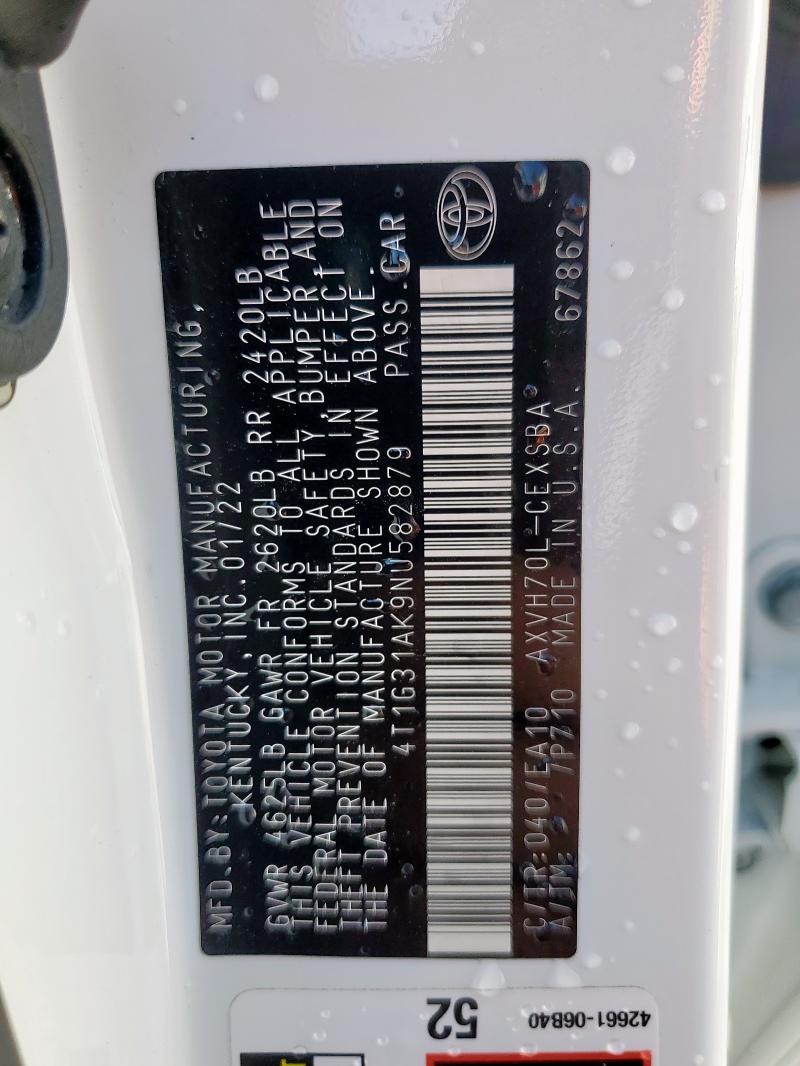 MFD.BY:TOYOTA MOTOR MANUFACTURING,
KENTUCKY, INC. 01/22
GVWR 4625LB GAWR FR 2620LB RR 2420LB
THIS VEHICLE CONFORMS TO ALL APPLICABLE
FEDERAL MOTOR VEHICLE SAFETY,BUMPER AND
THEFT PREVENTION STANDARDS IN EFFECT ON
THE DATE OF MANUFACTURE SHOWN ABOVE.
4T1G31AK9NU582879 PASS.CAR
C/TR:040/EA10 AXVH70L-CEXSBA
A/TM: /P710 MADE IN U.S.A. 67862
52
42661-06B40